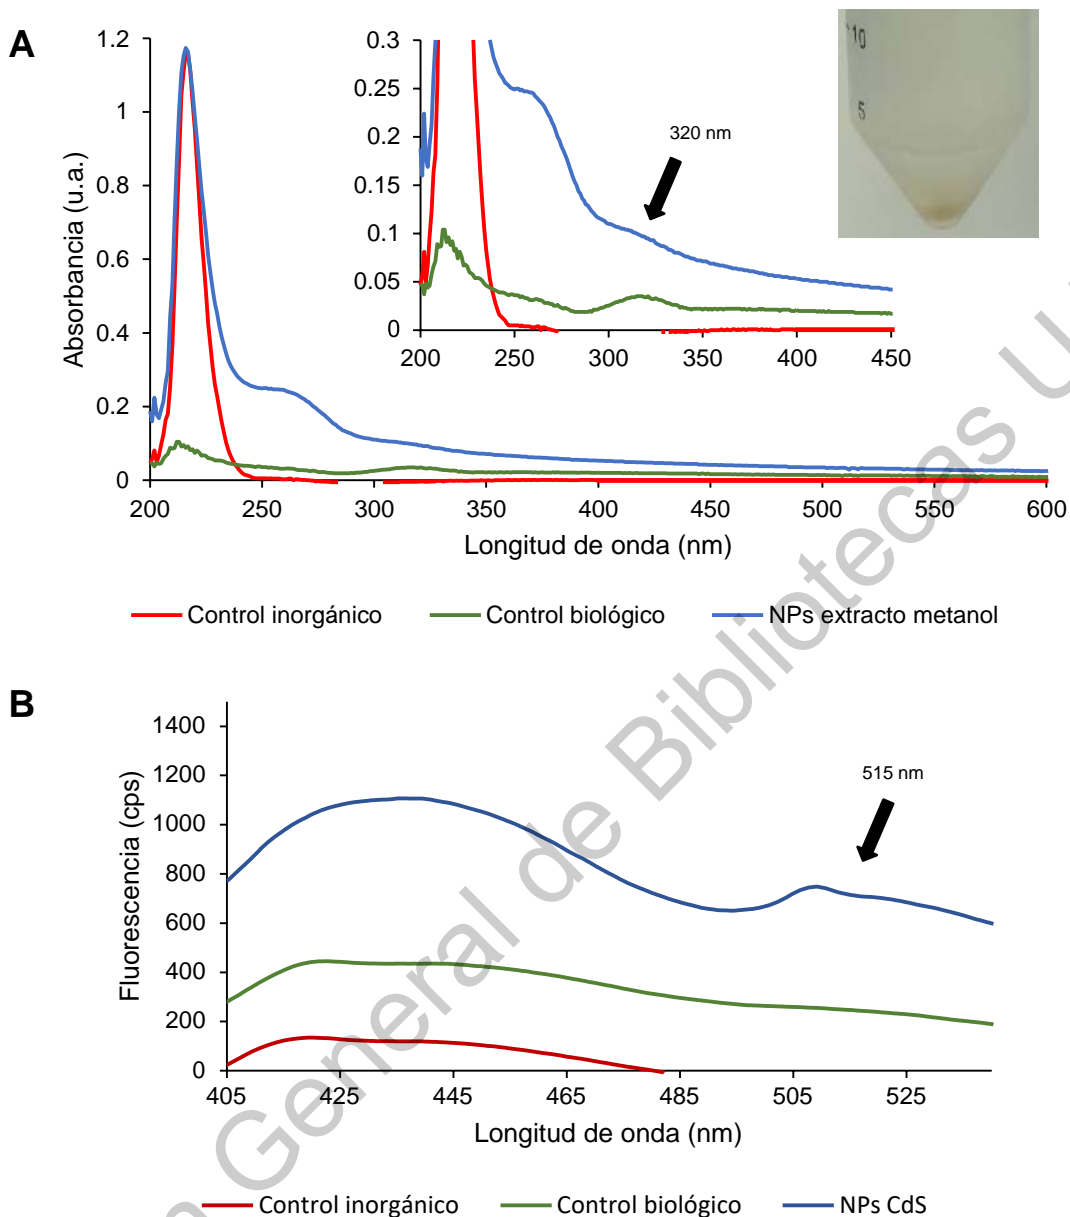 A
1.2
1
0.8
0.6
0.4
0.2
0
Absorbancia (u.a.)
200 250 300 350 400 450 500 550 600
Longitud de onda (nm)
0.3
0.25
0.2
0.15
0.1
0.05
0
200 250 300 350 400 450
320 nm
10
5
Control inorgánico Control biológico NPs extracto metanol
B
1400
1200
1000
800
600
400
200
0
Fluorescencia (cps)
405 425 445 465 485 505 525
Longitud de onda (nm)
515 nm
Control inorgánico Control biológico NPs CdS
General de Bibliotecas